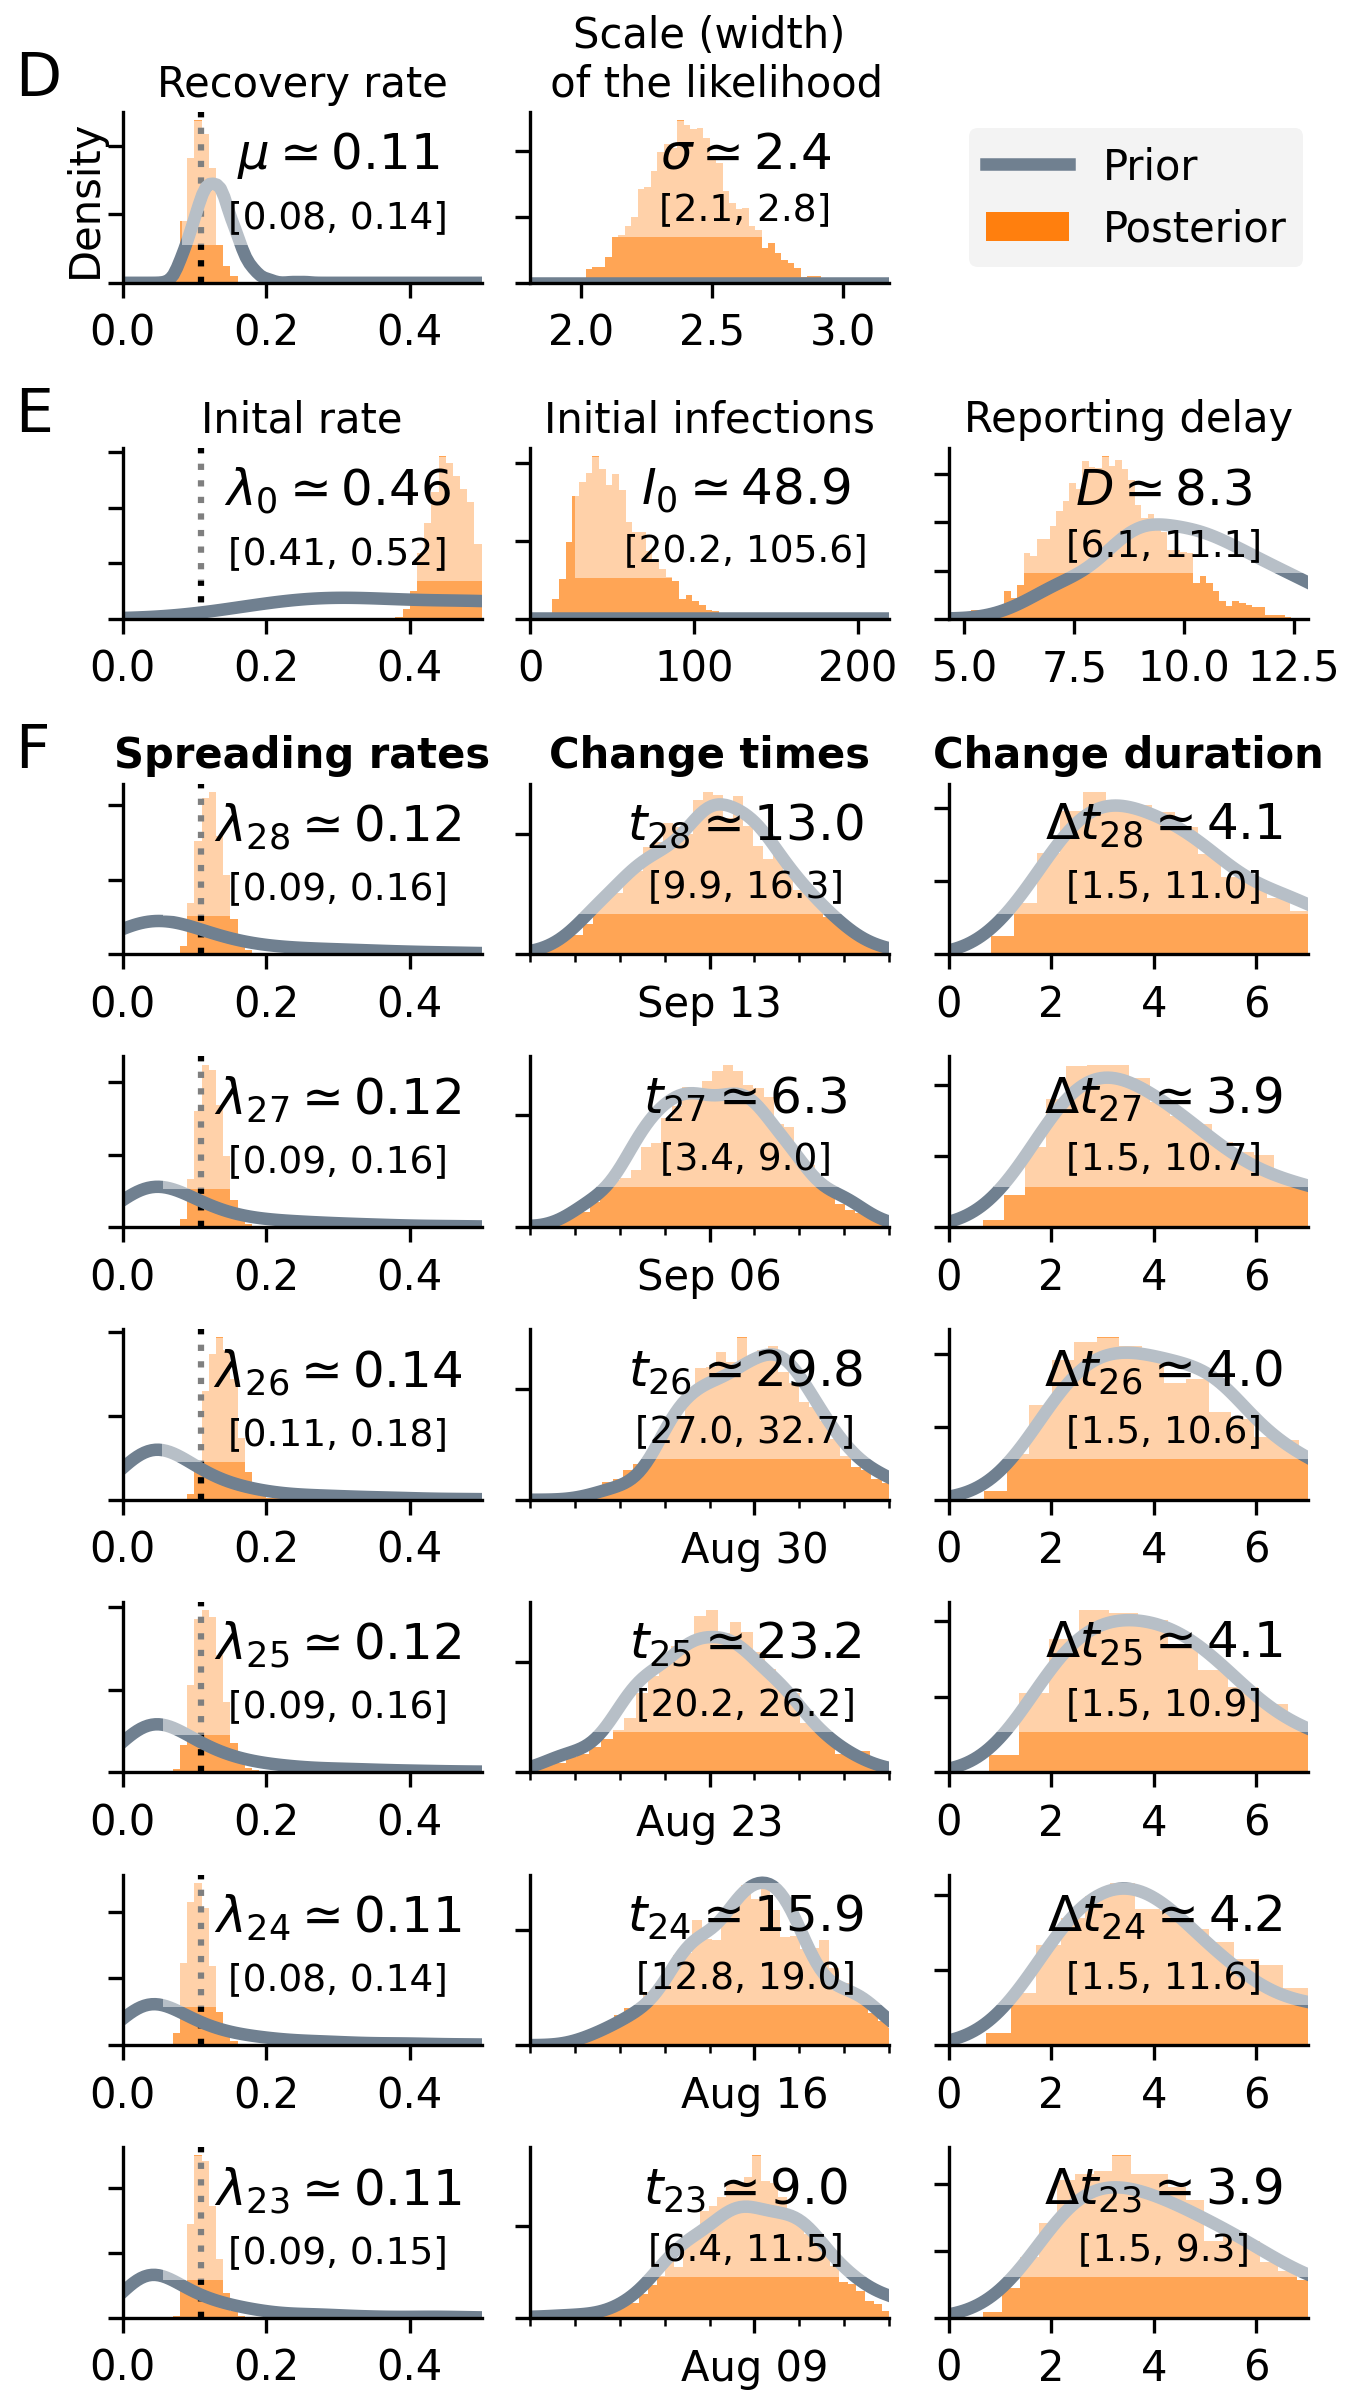 D
Recovery rate
Scale (width)
of the likelihood
Density
μ ≃ 0.11
[0.08, 0.14]
0.0 0.2 0.4
σ ≃ 2.4
[2.1, 2.8]
2.0 2.5 3.0
Prior
Posterior
E
Inital rate
λ0 ≃ 0.46
[0.41, 0.52]
0.0 0.2 0.4
Initial infections
I0 ≃ 48.9
[20.2, 105.6]
0 100 200
Reporting delay
D ≃ 8.3
[6.1, 11.1]
5.0 7.5 10.0 12.5
F
Spreading rates
Change times
Change duration
λ28 ≃ 0.12
[0.09, 0.16]
0.0 0.2 0.4
t28 ≃ 13.0
[9.9, 16.3]
Sep 13
Δt28 ≃ 4.1
[1.5, 11.0]
0 2 4 6
λ27 ≃ 0.12
[0.09, 0.16]
0.0 0.2 0.4
t27 ≃ 6.3
[3.4, 9.0]
Sep 06
Δt27 ≃ 3.9
[1.5, 10.7]
0 2 4 6
λ26 ≃ 0.14
[0.11, 0.18]
0.0 0.2 0.4
t26 ≃ 29.8
[27.0, 32.7]
Aug 30
Δt26 ≃ 4.0
[1.5, 10.6]
0 2 4 6
λ25 ≃ 0.12
[0.09, 0.16]
0.0 0.2 0.4
t25 ≃ 23.2
[20.2, 26.2]
Aug 23
Δt25 ≃ 4.1
[1.5, 10.9]
0 2 4 6
λ24 ≃ 0.11
[0.08, 0.14]
0.0 0.2 0.4
t24 ≃ 15.9
[12.8, 19.0]
Aug 16
Δt24 ≃ 4.2
[1.5, 11.6]
0 2 4 6
λ23 ≃ 0.11
[0.09, 0.15]
0.0 0.2 0.4
t23 ≃ 9.0
[6.4, 11.5]
Aug 09
Δt23 ≃ 3.9
[1.5, 9.3]
0 2 4 6